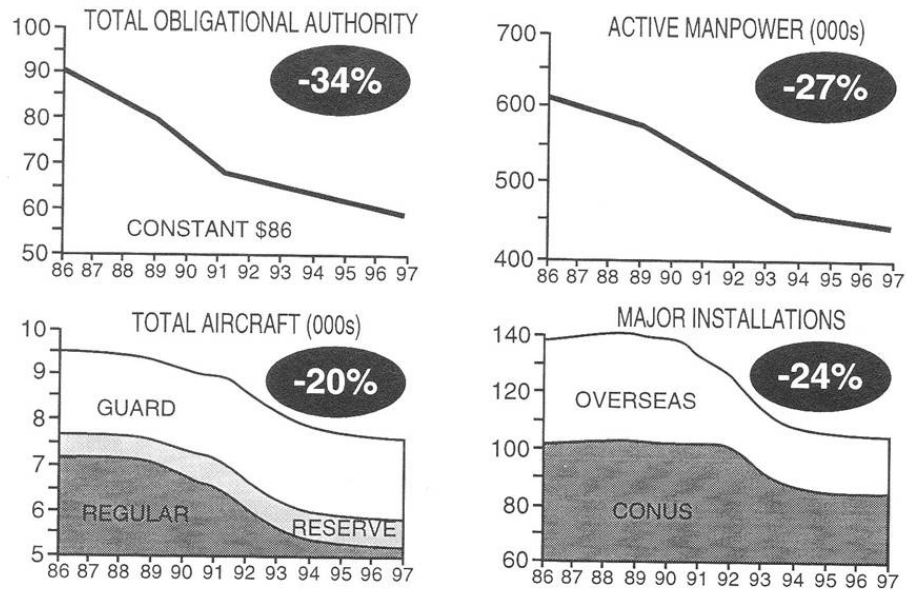 TOTAL OBLIGATIONAL AUTHORITY
100
90
80
70
60
50
-34%
CONSTANT $86
86 87 88 89 90 91 92 93 94 95 96 97
ACTIVE MANPOWER (000s)
700
600
500
400
-27%
86 87 88 89 90 91 92 93 94 95 96 97
TOTAL AIRCRAFT (000s)
10
9
8
7
6
5
-20%
GUARD
REGULAR
RESERVE
86 87 88 89 90 91 92 93 94 95 96 97
MAJOR INSTALLATIONS
140
120
100
80
60
-24%
OVERSEAS
CONUS
86 87 88 89 90 91 92 93 94 95 96 97